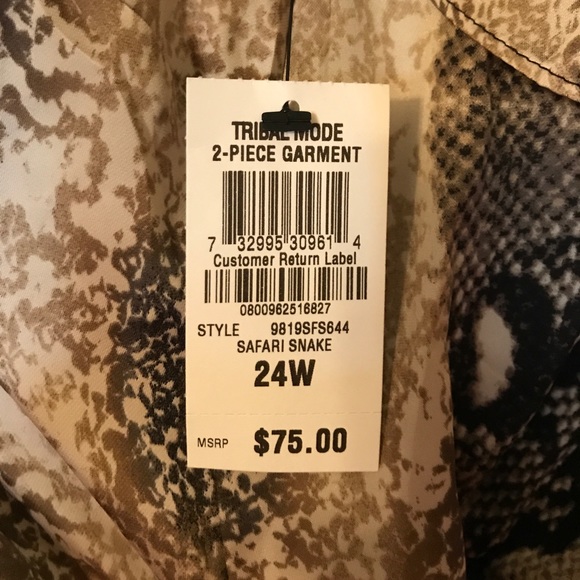 TRIBAL MODE
2-PIECE GARMENT
7 32995 30961 4
Customer Return Label
0800962516827
STYLE 9819SFS644
SAFARI SNAKE
24W
MSRP $75.00